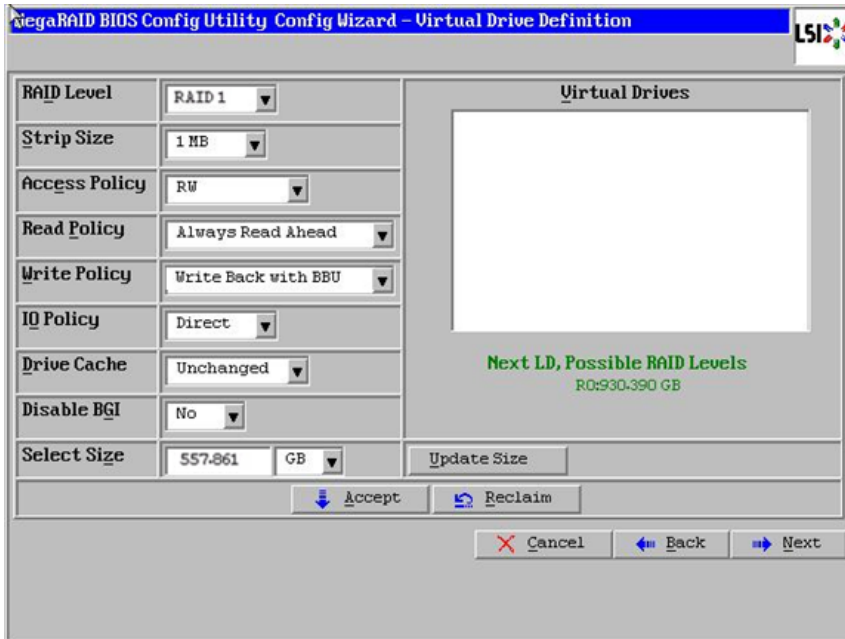 MegaRAID BIOS Config Utility Config Wizard – Virtual Drive Definition
LSI
RAID Level RAID 1
Strip Size 1 MB
Access Policy RW
Read Policy Always Read Ahead
Write Policy Write Back with BBU
IO Policy Direct
Drive Cache Unchanged
Disable BGI No
Select Size 557.861 GB
Virtual Drives
Next LD, Possible RAID Levels
R0:930.390 GB
Update Size
Accept Reclaim
Cancel Back Next